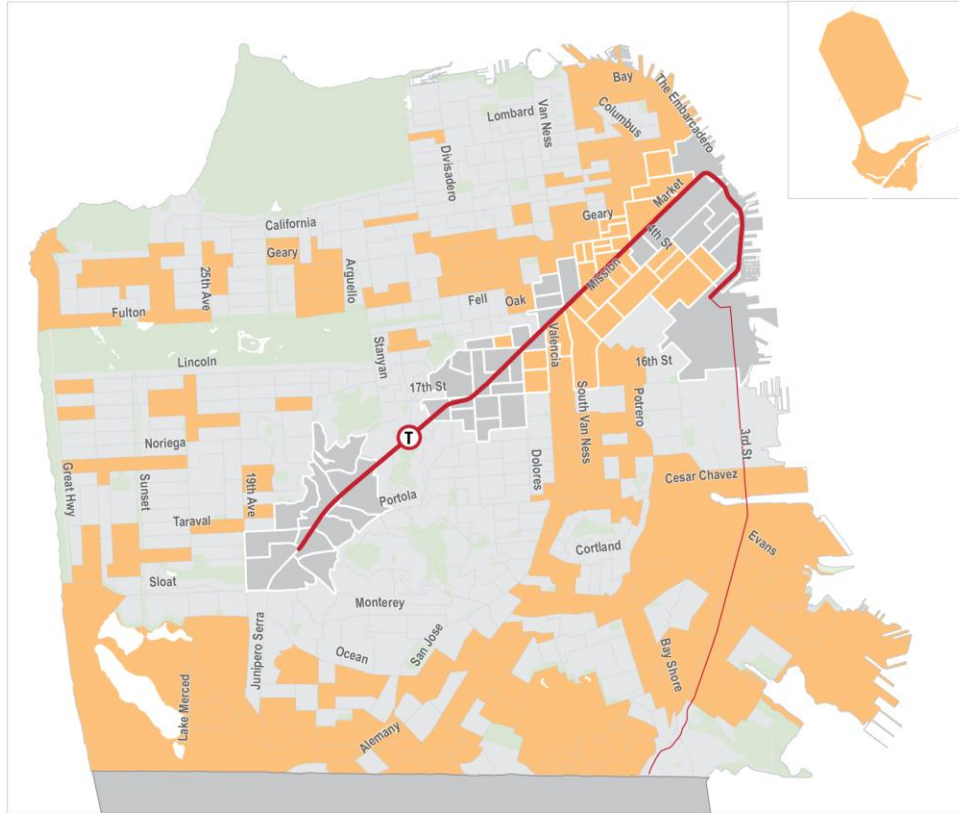 Bay
The Embarcadero
Columbus
Lombard
Van Ness
Divisadero
Market
California
Geary
Geary
4th St
25th Ave
Arguello
Mission
Fell
Oak
Fulton
Stanyan
Valencia
Lincoln
16th St
17th St
South Van Ness
Potrero
T
3rd St
Noriega
Dolores
Great Hwy
Sunset
19th Ave
Portola
Cesar Chavez
Taraval
Evans
Cortland
Sloat
Monterey
Junipero Serra
Ocean
San Jose
Bay Shore
Lake Merced
Alemany